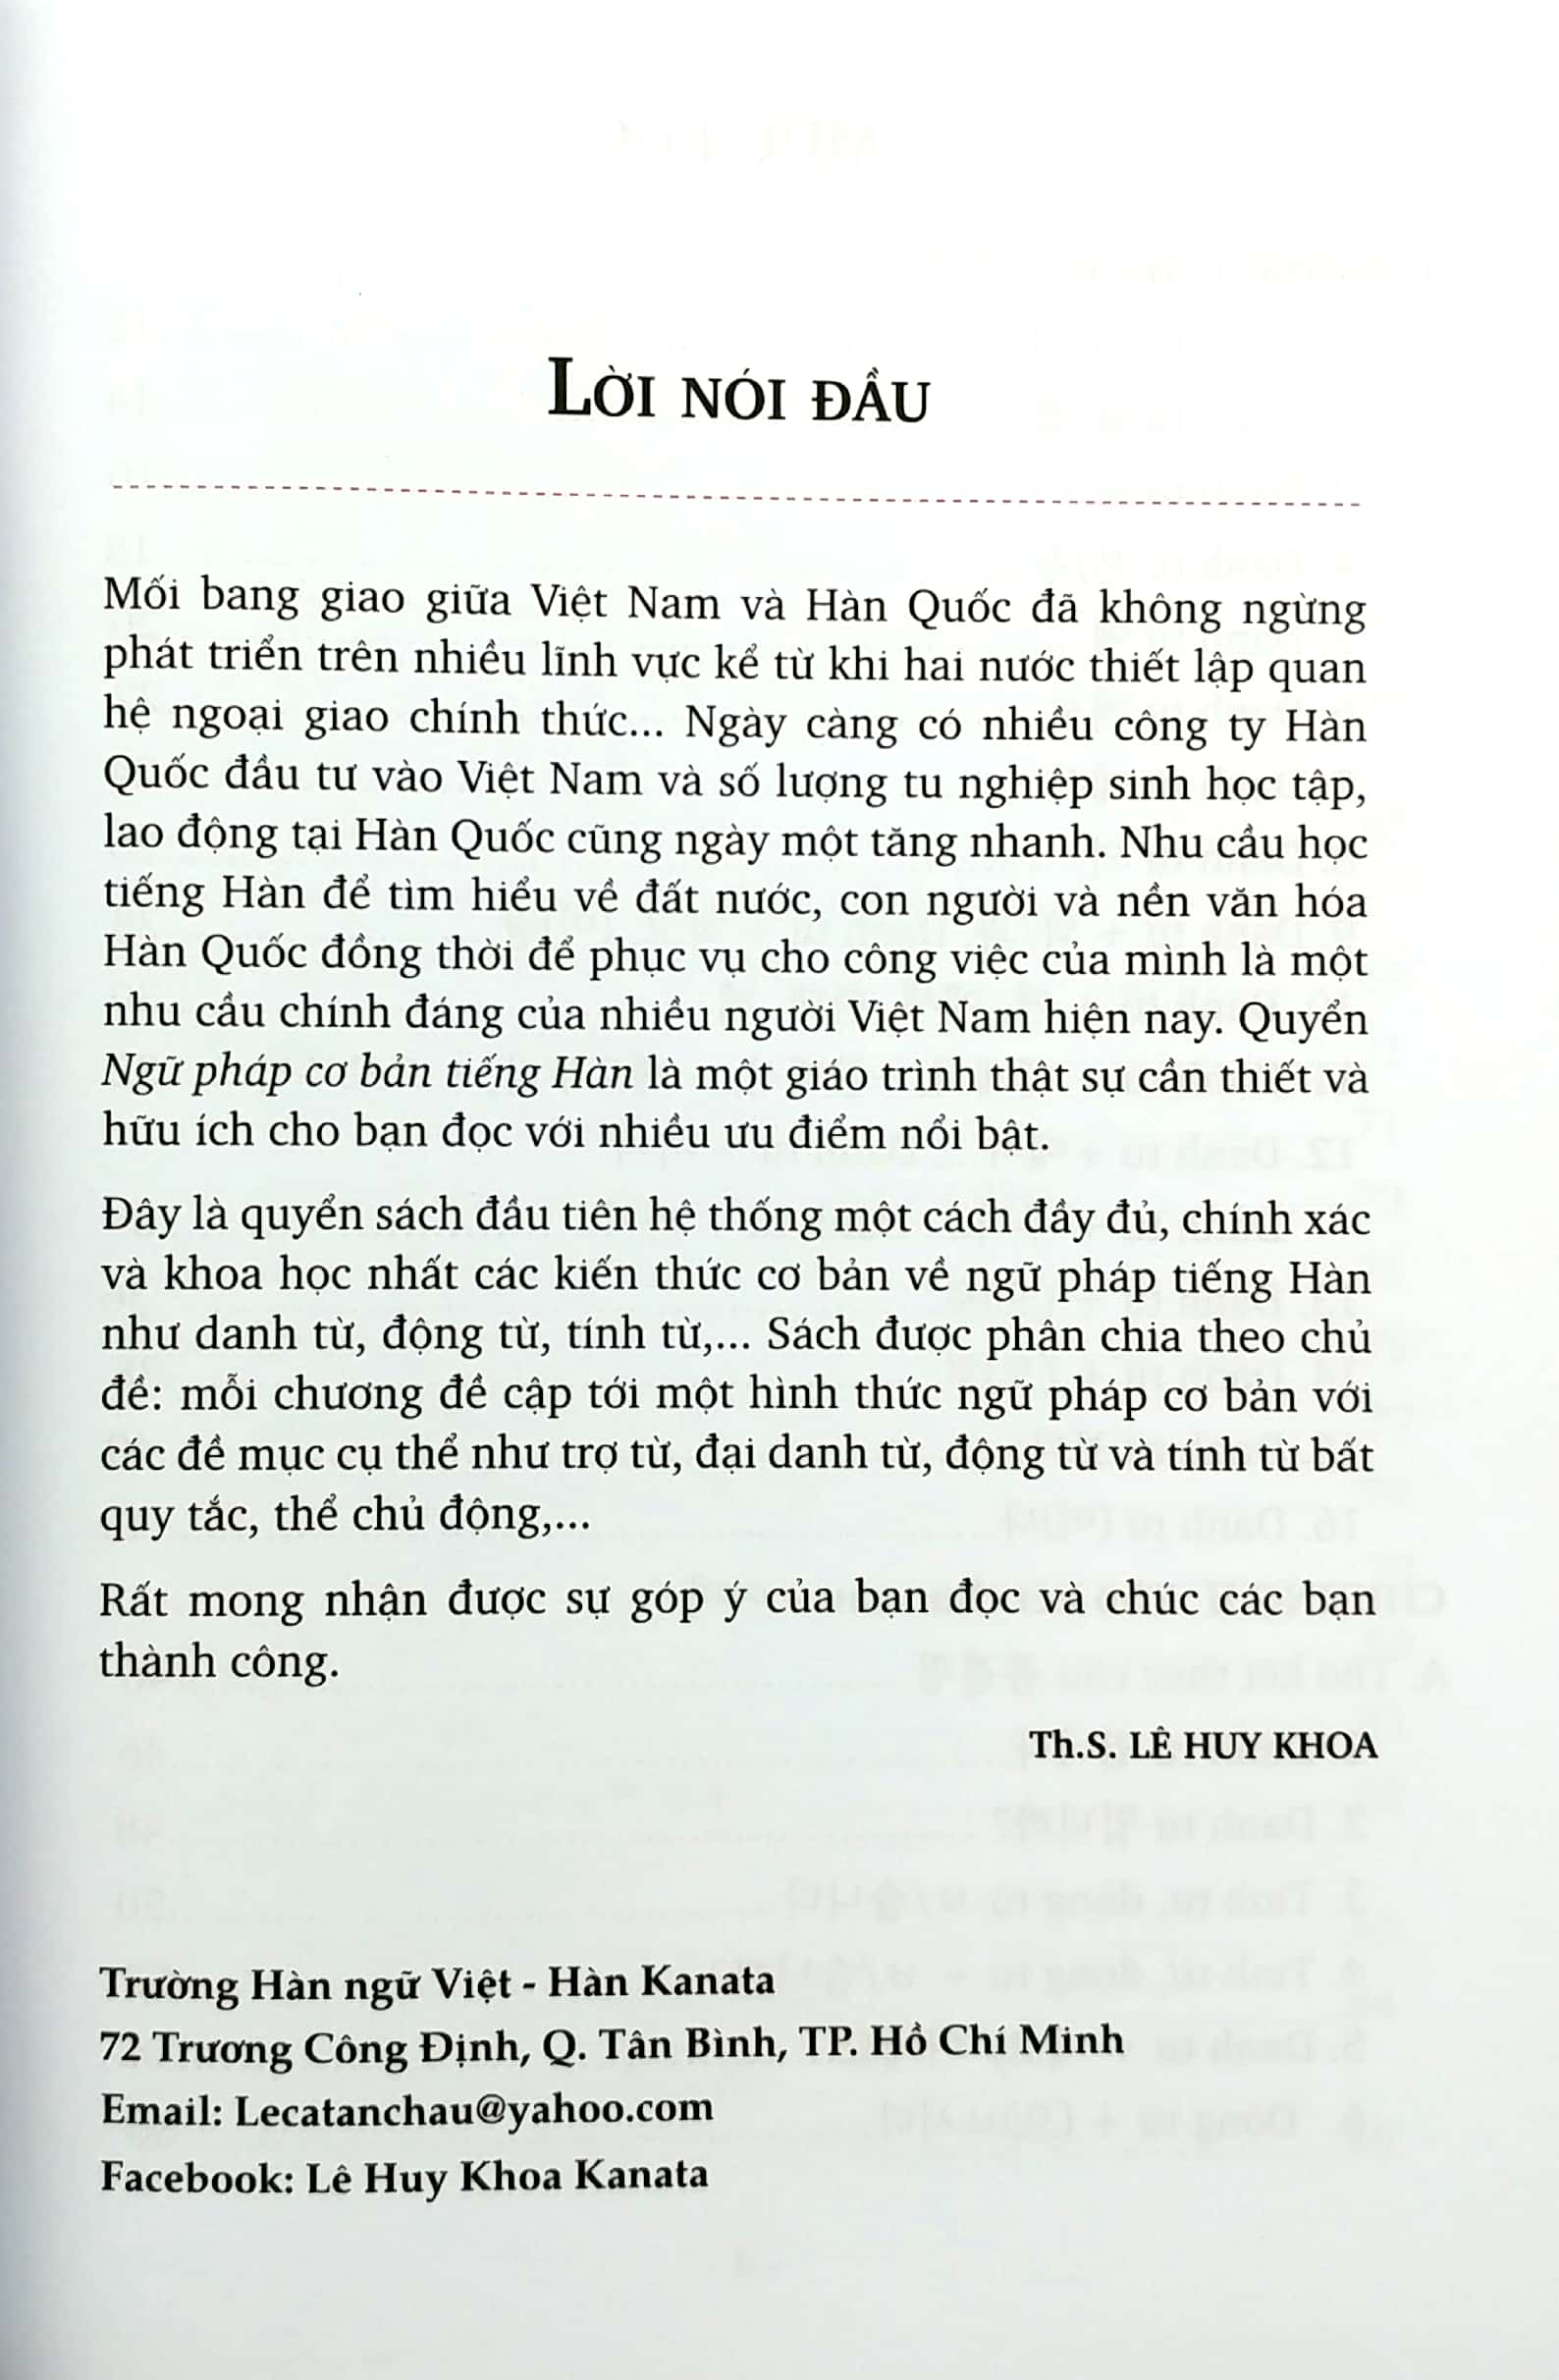 LỜI NÓI ĐẦU
Mối bang giao giữa Việt Nam và Hàn Quốc đã không ngừng
phát triển trên nhiều lĩnh vực kể từ khi hai nước thiết lập quan
hệ ngoại giao chính thức... Ngày càng có nhiều công ty Hàn
Quốc đầu tư vào Việt Nam và số lượng tu nghiệp sinh học tập,
lao động tại Hàn Quốc cũng ngày một tăng nhanh. Nhu cầu học
tiếng Hàn để tìm hiểu về đất nước, con người và nền văn hóa
Hàn Quốc đồng thời để phục vụ cho công việc của mình là một
nhu cầu chính đáng của nhiều người Việt Nam hiện nay. Quyển
Ngữ pháp cơ bản tiếng Hàn là một giáo trình thật sự cần thiết và
hữu ích cho bạn đọc với nhiều ưu điểm nổi bật.
Đây là quyển sách đầu tiên hệ thống một cách đầy đủ, chính xác
và khoa học nhất các kiến thức cơ bản về ngữ pháp tiếng Hàn
như danh từ, động từ, tính từ,... Sách được phân chia theo chủ
đề: mỗi chương đề cập tới một hình thức ngữ pháp cơ bản với
các đề mục cụ thể như trợ từ, đại danh từ, động từ và tính từ bất
quy tắc, thể chủ động,...
Rất mong nhận được sự góp ý của bạn đọc và chúc các bạn
thành công.
Th.S. LÊ HUY KHOA
Trường Hàn ngữ Việt - Hàn Kanata
72 Trương Công Định, Q. Tân Bình, TP. Hồ Chí Minh
Email: Lecatanchau@yahoo.com
Facebook: Lê Huy Khoa Kanata